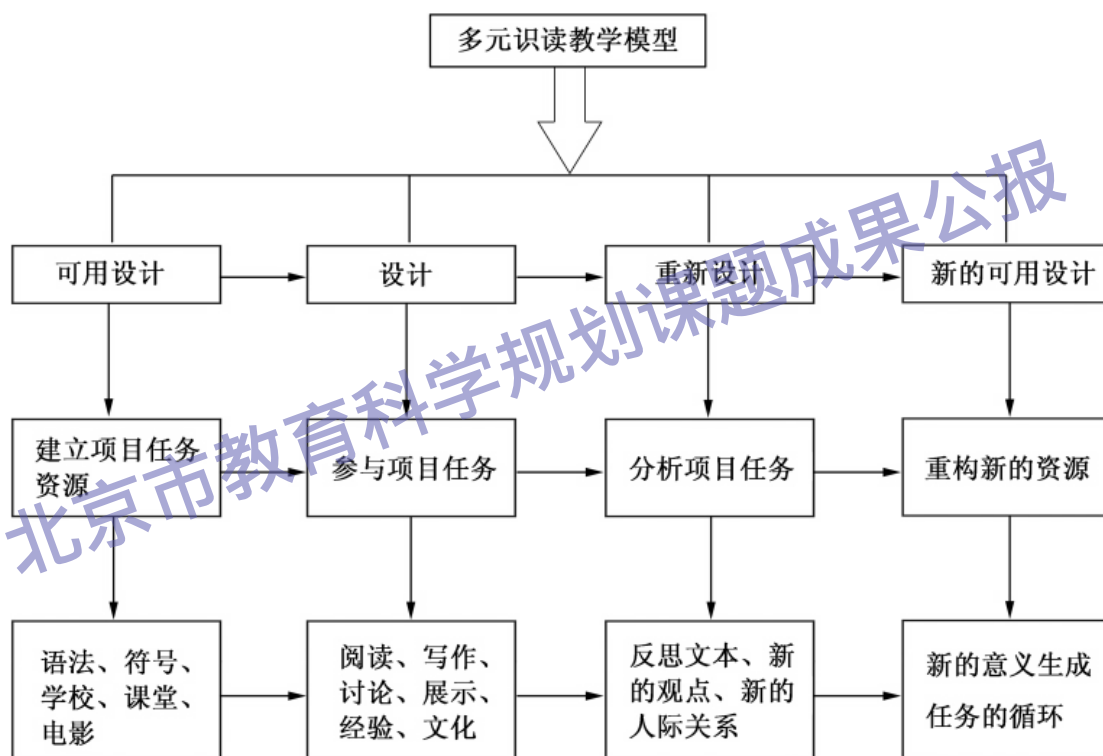 多元识读教学模型
可用设计
设计
重新设计
新的可用设计
建立项目任务
资源
参与项目任务
分析项目任务
重构新的资源
语法、符号、
学校、课堂、
电影
阅读、写作、
讨论、展示、
经验、文化
反思文本、新
的观点、新的
人际关系
新的意义生成
任务的循环
北京市教育科学规划课题成果公报